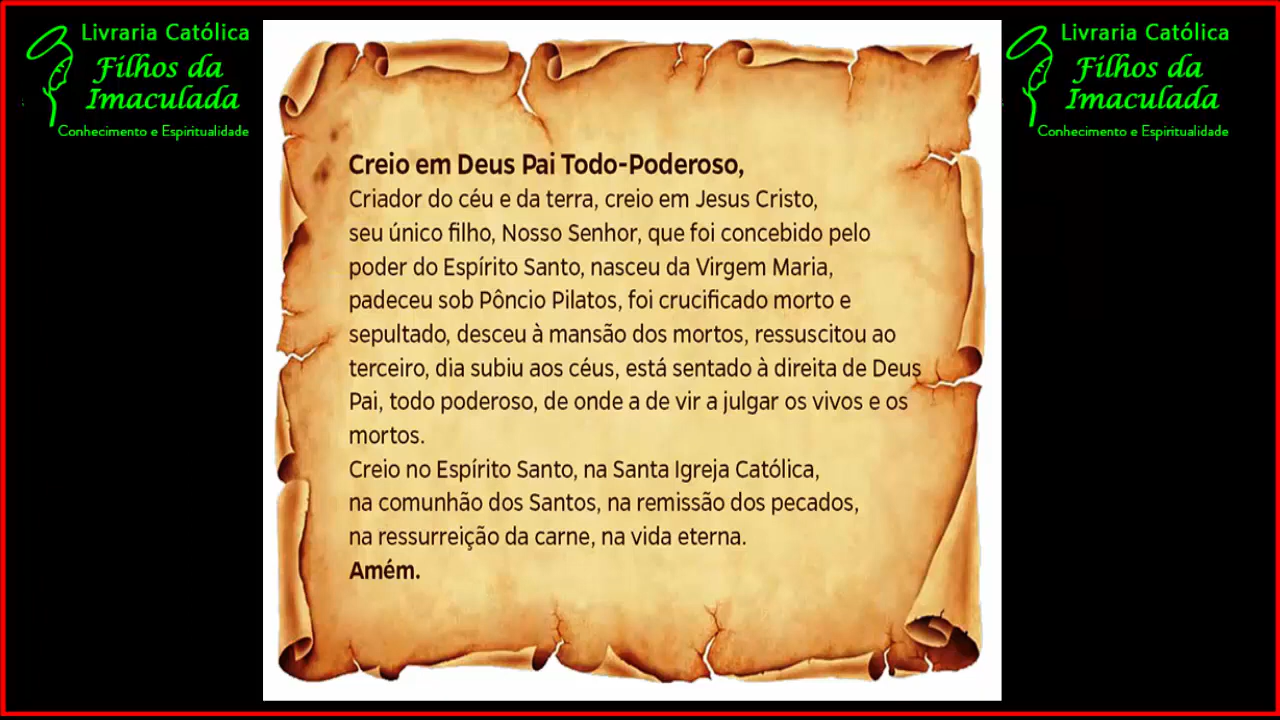 Livraria Católica
Filhos da
Imaculada
Conhecimento e Espiritualidade
Creio em Deus Pai Todo-Poderoso,
Criador do céu e da terra, creio em Jesus Cristo,
seu único filho, Nosso Senhor, que foi concebido pelo
poder do Espírito Santo, nasceu da Virgem Maria,
padeceu sob Pôncio Pilatos, foi crucificado morto e
sepultado, desceu à mansão dos mortos, ressuscitou ao
terceiro, dia subiu aos céus, está sentado à direita de Deus
Pai, todo poderoso, de onde a de vir a julgar os vivos e os
mortos.
Creio no Espírito Santo, na Santa Igreja Católica,
na comunhão dos Santos, na remissão dos pecados,
na ressurreição da carne, na vida eterna.
Amém.
Livraria Católica
Filhos da
Imaculada
Conhecimento e Espiritualidade